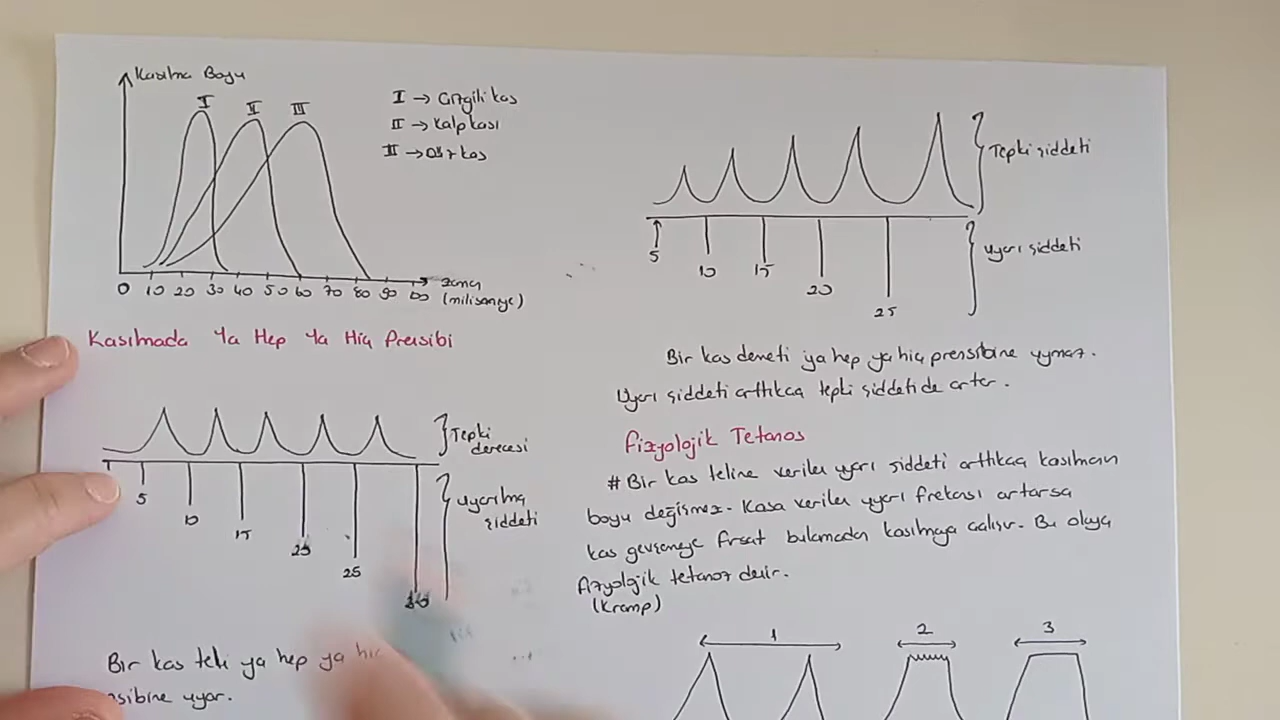 Kasılma Boyu
I II III
I → Çizgili kas
II → Kalp kası
III → Düz kas
0 10 20 30 40 50 60 70 80 90 100
zaman
(milisaniye)
Kasılmada Ya Hep Ya Hiç Prensibi
Tepki
derecesi
Uyarılma
şiddeti
5
10
15
25
Bir kas teli ya hep ya hiç
uyar.
Tepki şiddeti
Uyarı şiddeti
5
10
15
20
25
Bir kas demeti ya hep ya hiç prensibine uymaz.
Uyarı şiddeti arttıkça tepki şiddeti de artar.
Fizyolojik Tetanos
# Bir kas teline verilen uyarı şiddeti arttıkça kasılmanın
boyu değişmez. Kasa verilen uyarı frekansı artarsa
kas gevşemeye fırsat bulamadan kasılmaya çalışır. Bu olaya
fizyolojik tetanoz denir.
(Kramp)
1 2 3